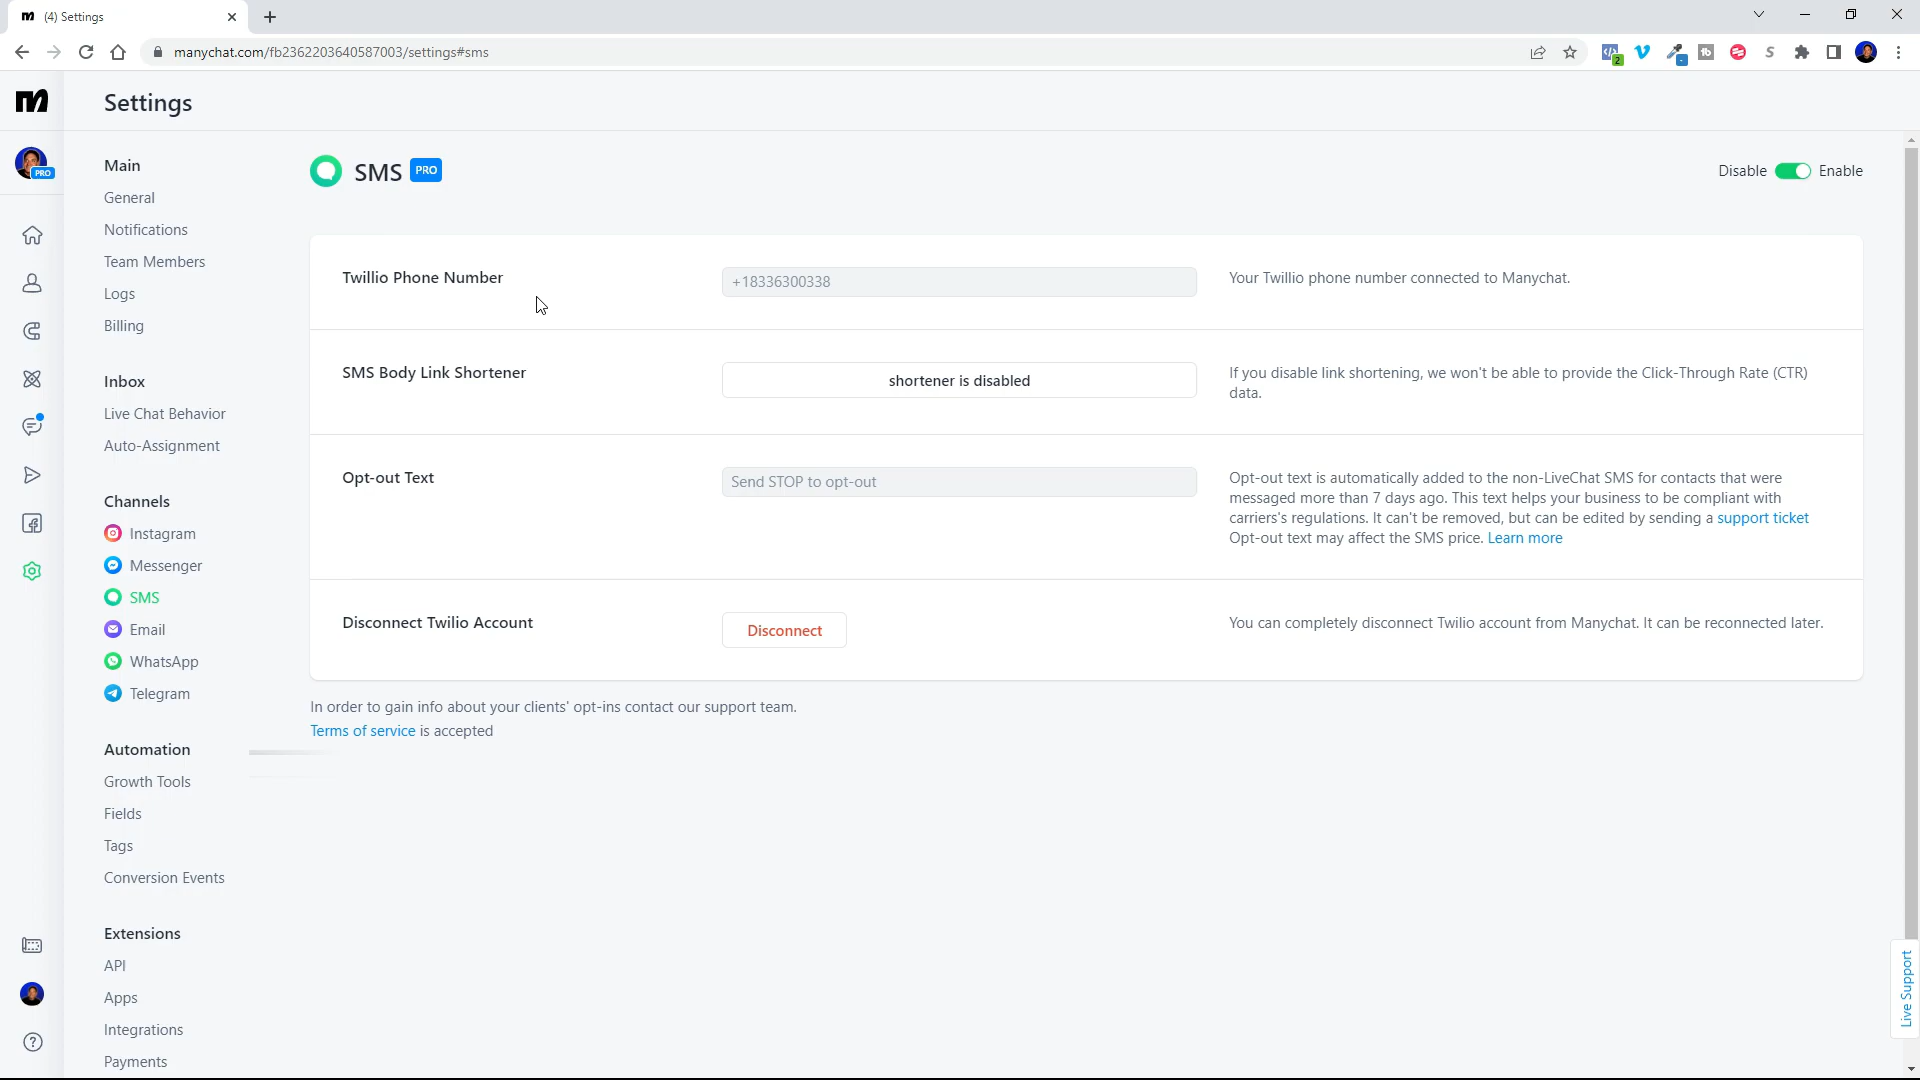 (4) Settings
manychat.com/fb2362203640587003/settings#sms
2
Settings
PRO
Main
General
Notifications
Team Members
Logs
Billing
Inbox
Live Chat Behavior
Auto-Assignment
Channels
Instagram
Messenger
SMS
Email
WhatsApp
Telegram
Automation
Growth Tools
Fields
Tags
Conversion Events
Extensions
API
Apps
Integrations
Payments
SMS PRO
Disable Enable
Twillio Phone Number
+18336300338
Your Twillio phone number connected to Manychat.
SMS Body Link Shortener
shortener is disabled
If you disable link shortening, we won't be able to provide the Click-Through Rate (CTR)
data.
Opt-out Text
Send STOP to opt-out
Opt-out text is automatically added to the non-LiveChat SMS for contacts that were
messaged more than 7 days ago. This text helps your business to be compliant with
carriers's regulations. It can't be removed, but can be edited by sending a support ticket
Opt-out text may affect the SMS price. Learn more
Disconnect Twilio Account
Disconnect
You can completely disconnect Twilio account from Manychat. It can be reconnected later.
In order to gain info about your clients' opt-ins contact our support team.
Terms of service is accepted
Live Support